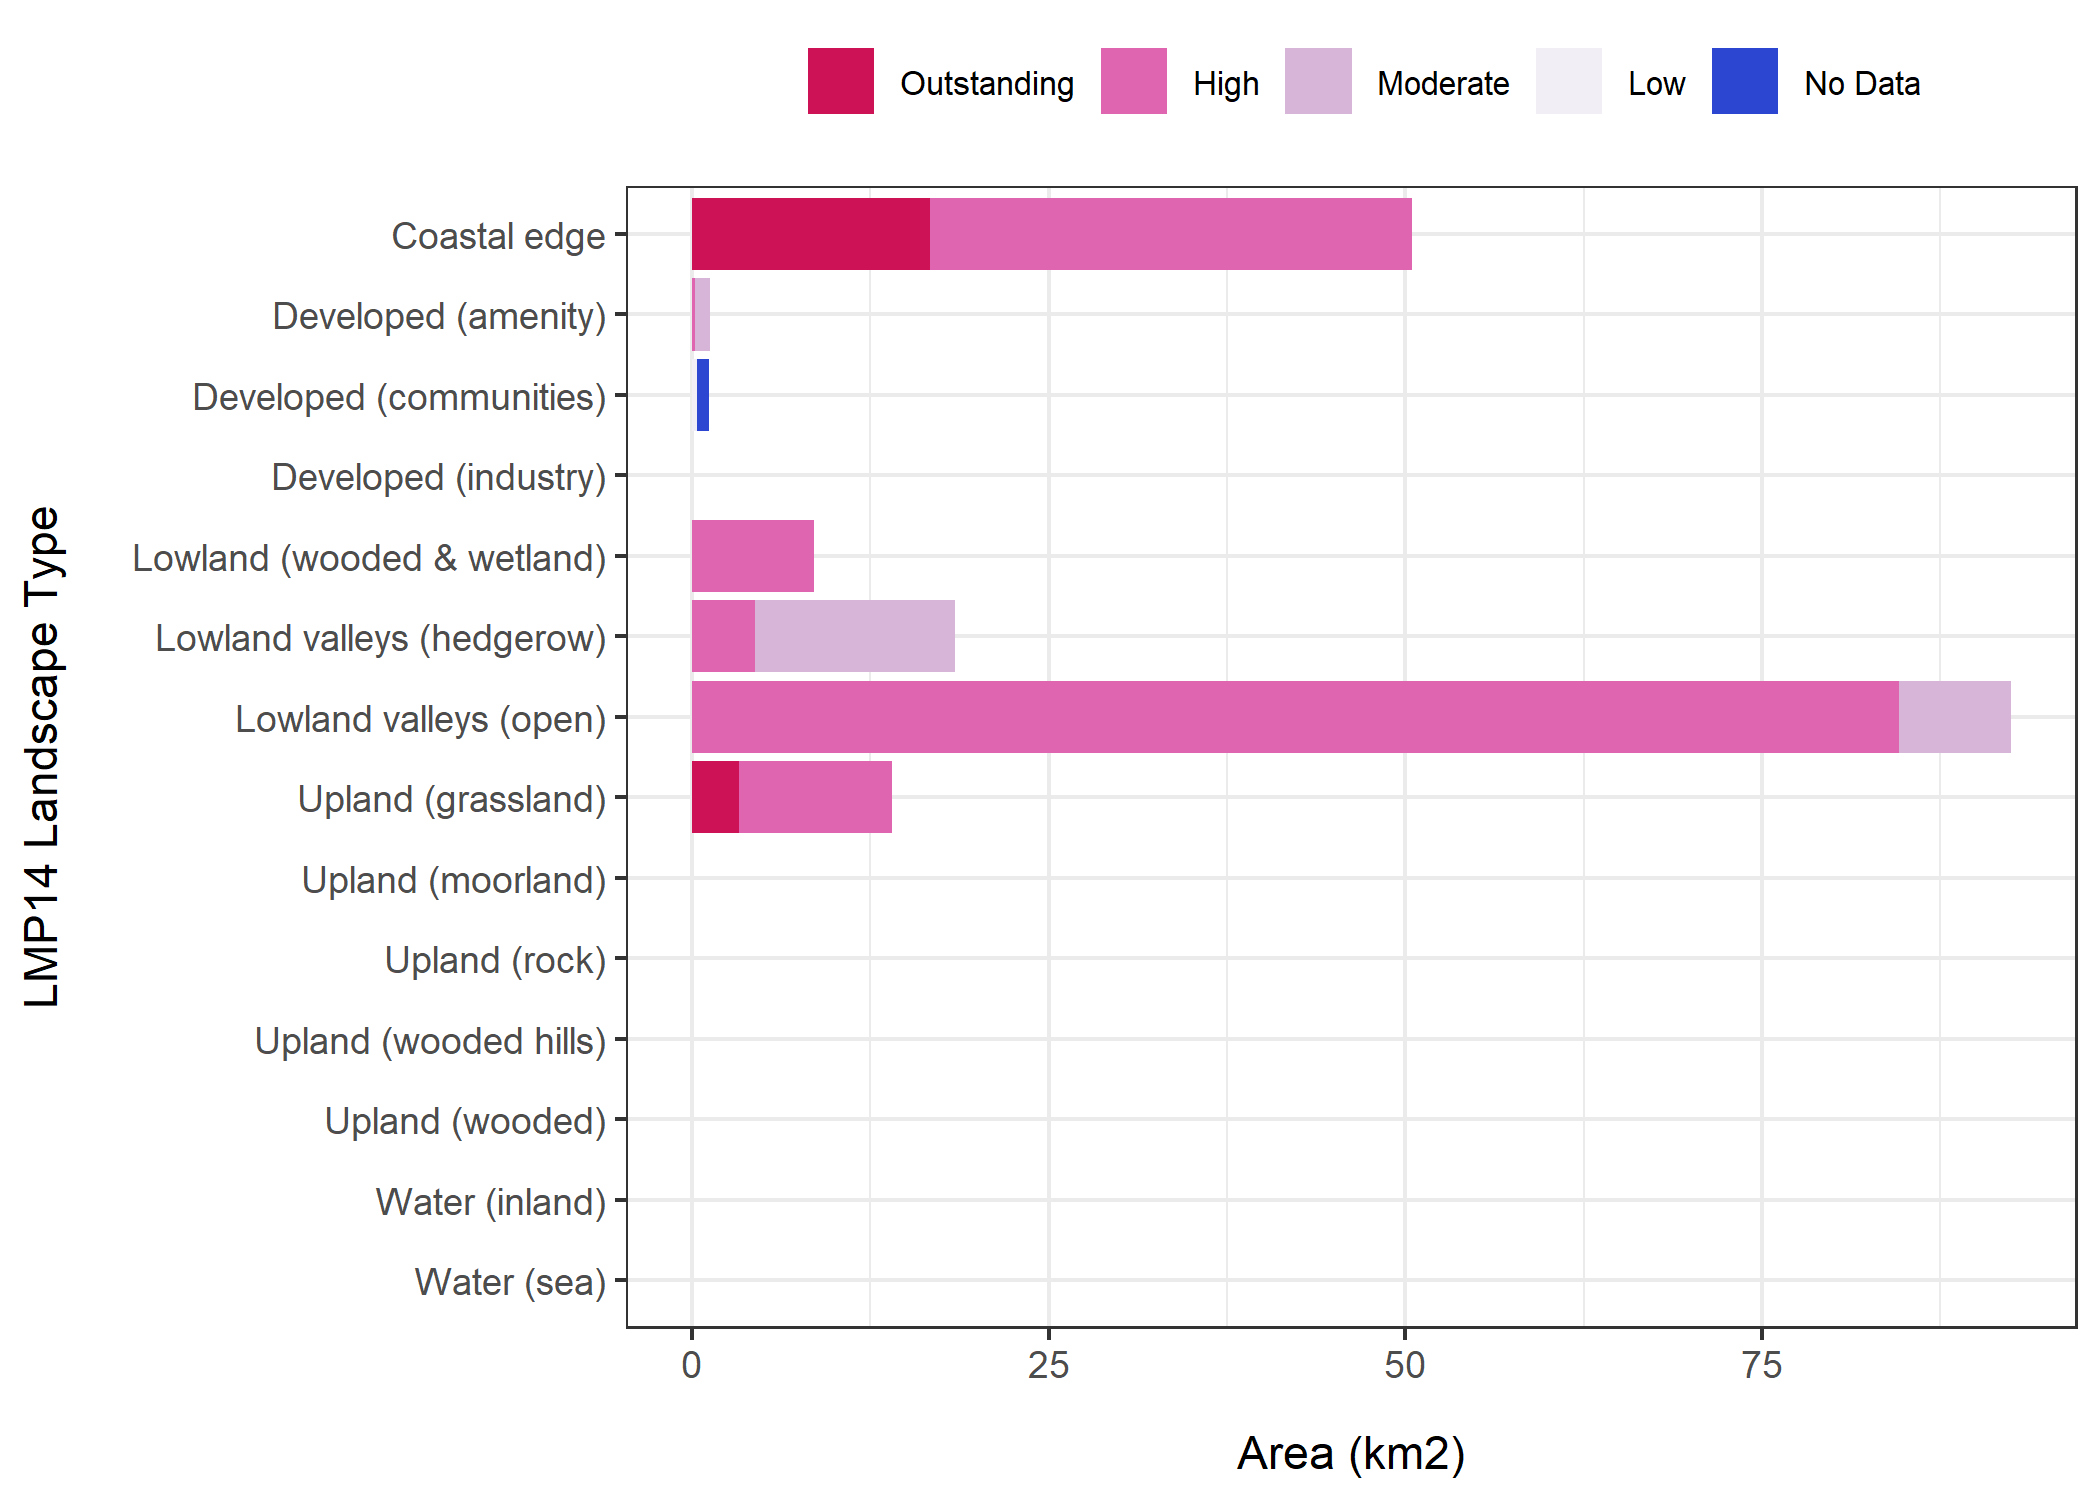 Outstanding High Moderate Low No Data
Coastal edge
Developed (amenity)
Developed (communities)
Developed (industry)
Lowland (wooded & wetland)
Lowland valleys (hedgerow)
Lowland valleys (open)
Upland (grassland)
Upland (moorland)
Upland (rock)
Upland (wooded hills)
Upland (wooded)
Water (inland)
Water (sea)
LMP14 Landscape Type
0 25 50 75
Area (km2)